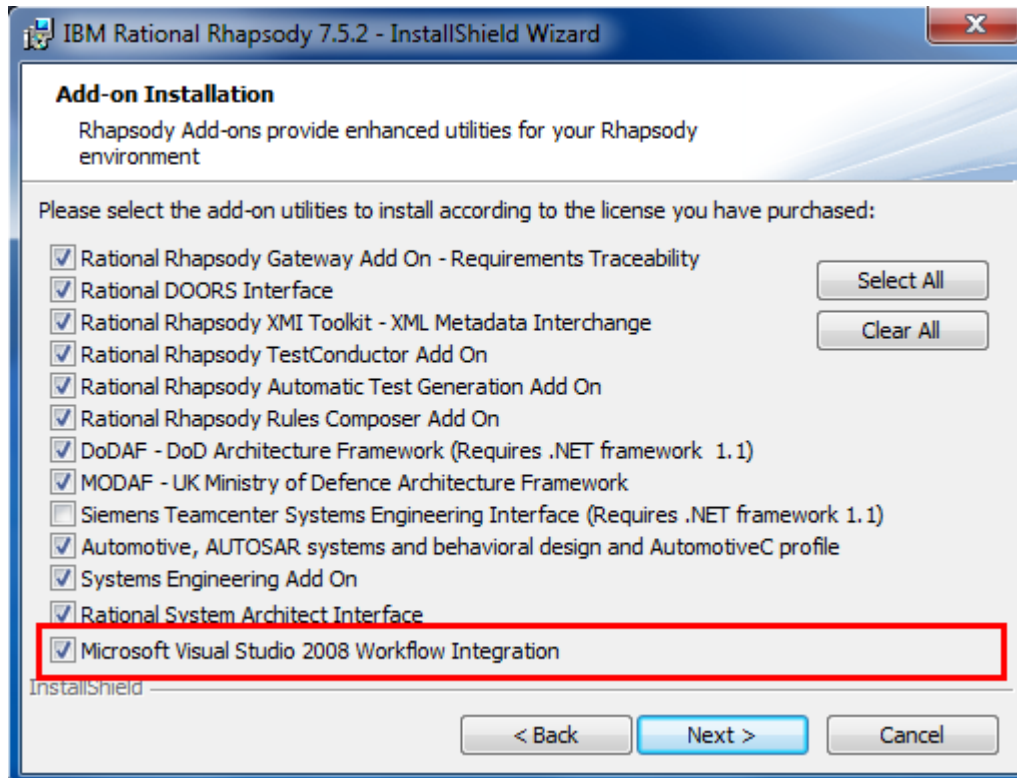 IBM Rational Rhapsody 7.5.2 - InstallShield Wizard
Add-on Installation
Rhapsody Add-ons provide enhanced utilities for your Rhapsody
environment
Please select the add-on utilities to install according to the license you have purchased:
Rational Rhapsody Gateway Add On - Requirements Traceability
Rational DOORS Interface
Rational Rhapsody XMI Toolkit - XML Metadata Interchange
Rational Rhapsody TestConductor Add On
Rational Rhapsody Automatic Test Generation Add On
Rational Rhapsody Rules Composer Add On
DoDAF - DoD Architecture Framework (Requires .NET framework 1.1)
MODAF - UK Ministry of Defence Architecture Framework
Siemens Teamcenter Systems Engineering Interface (Requires .NET framework 1.1)
Automotive, AUTOSAR systems and behavioral design and AutomotiveC profile
Systems Engineering Add On
Rational System Architect Interface
Microsoft Visual Studio 2008 Workflow Integration
Select All
Clear All
InstallShield
< Back
Next >
Cancel